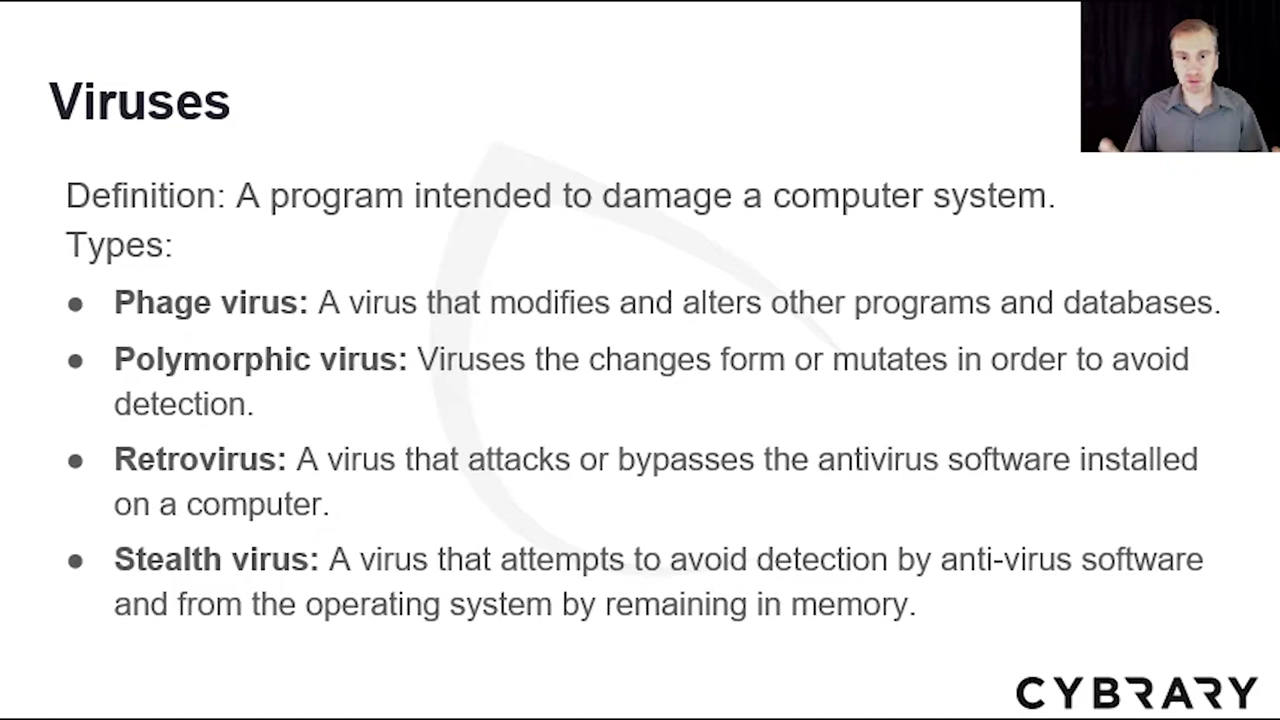 Viruses
Definition: A program intended to damage a computer system.
Types:
● Phage virus: A virus that modifies and alters other programs and databases.
● Polymorphic virus: Viruses the changes form or mutates in order to avoid
detection.
● Retrovirus: A virus that attacks or bypasses the antivirus software installed
on a computer.
● Stealth virus: A virus that attempts to avoid detection by anti-virus software
and from the operating system by remaining in memory.
CYBRARY